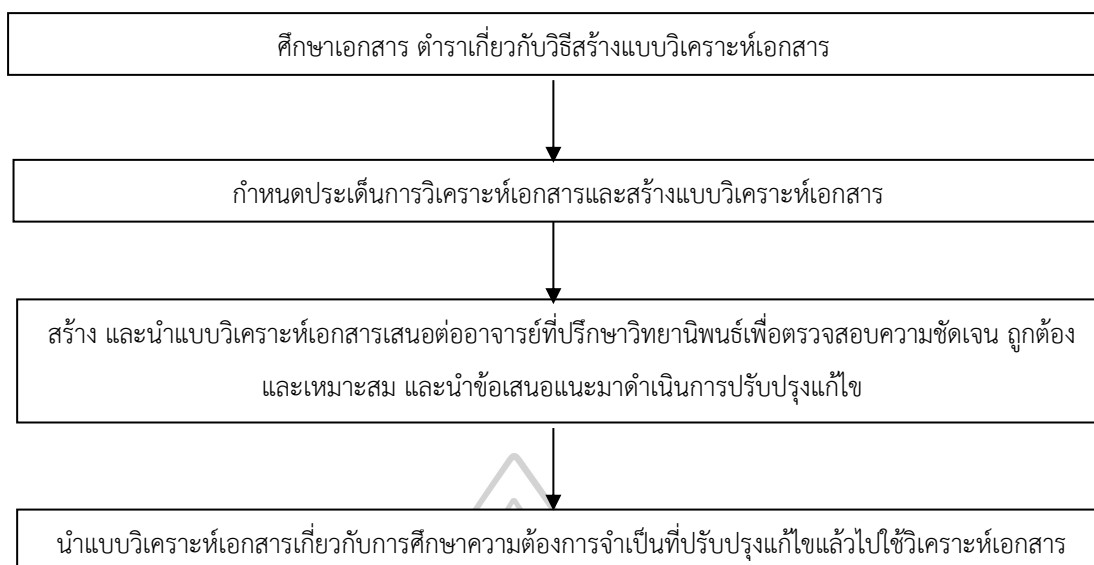 ศึกษาเอกสาร ตำราเกี่ยวกับวิธีสร้างแบบวิเคราะห์เอกสาร
กำหนดประเด็นการวิเคราะห์เอกสารและสร้างแบบวิเคราะห์เอกสาร
สร้าง และนำแบบวิเคราะห์เอกสารเสนอต่ออาจารย์ที่ปรึกษาวิทยานิพนธ์เพื่อตรวจสอบความชัดเจน ถูกต้อง
และเหมาะสม และนำข้อเสนอแนะมาดำเนินการปรับปรุงแก้ไข
นำแบบวิเคราะห์เอกสารเกี่ยวกับการศึกษาความต้องการจำเป็นที่ปรับปรุงแก้ไขแล้วไปใช้วิเคราะห์เอกสาร